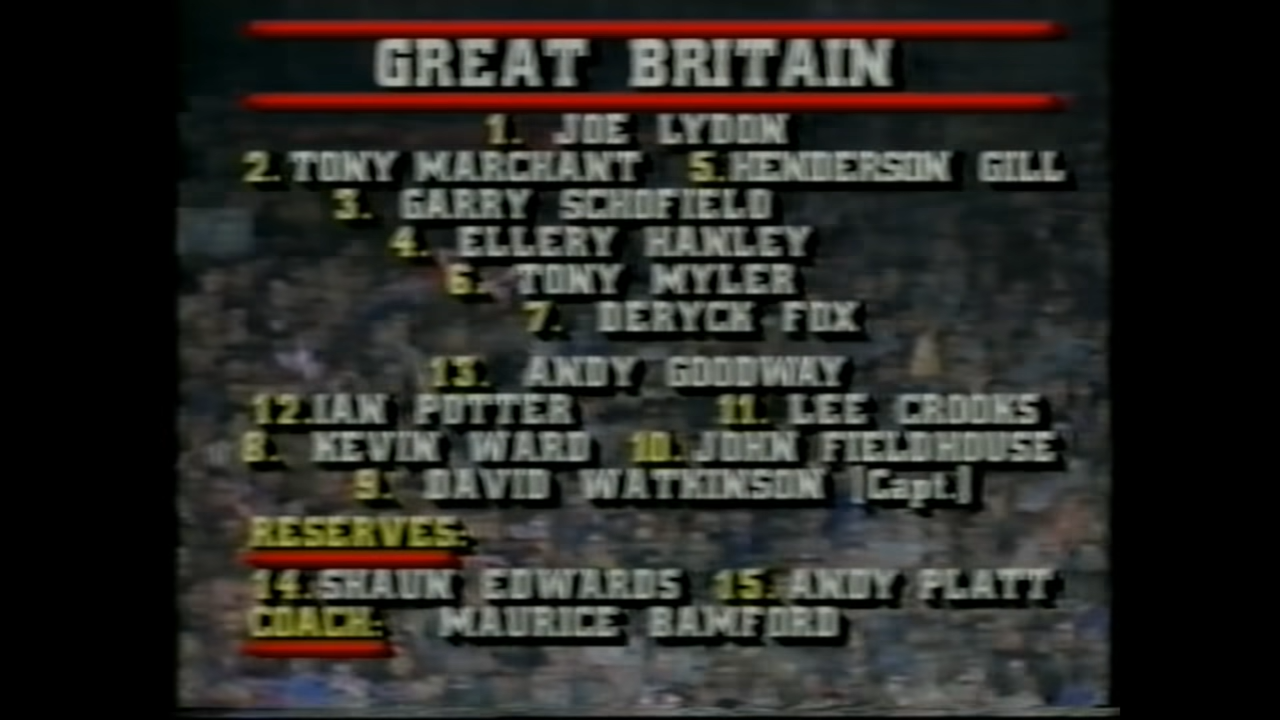 GREAT BRITAIN
1. JOE LYDON
2. TONY MARCHANT 5. HENDERSON GILL
3. GARRY SCHOFIELD
4. ELLERY HANLEY
6. TONY MYLER
7. DERYCK FOX
13. ANDY GOODWAY
12. IAN POTTER 11. LEE CROOKS
8. KEVIN WARD 10. JOHN FIELDHOUSE
9. DAVID WATKINSON [Capt.]
RESERVES:
14. SHAUN EDWARDS 15. ANDY PLATT
COACH: MAURICE BAMFORD